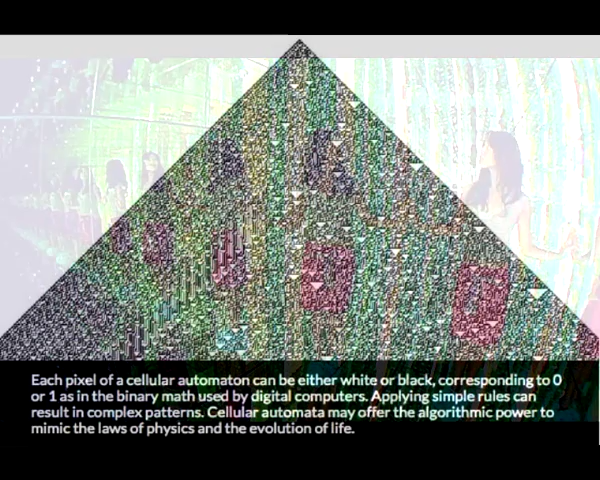 Each pixel of a cellular automaton can be either white or black, corresponding to 0
or 1 as in the binary math used by digital computers. Applying simple rules can
result in complex patterns. Cellular automata may offer the algorithmic power to
mimic the laws of physics and the evolution of life.